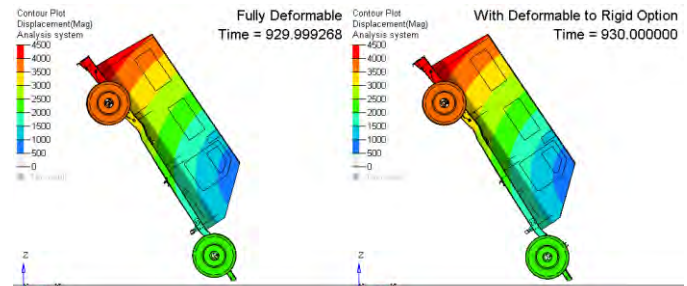 Contour Plot
Displacement(Mag)
Analysis system
4500
4000
3500
3000
2500
2000
1500
1000
500
0
Fully Deformable
Time = 929.999268
Z
Contour Plot
Displacement(Mag)
Analysis system
4500
4000
3500
3000
2500
2000
1500
1000
500
0
With Deformable to Rigid Option
Time = 930.000000
Z